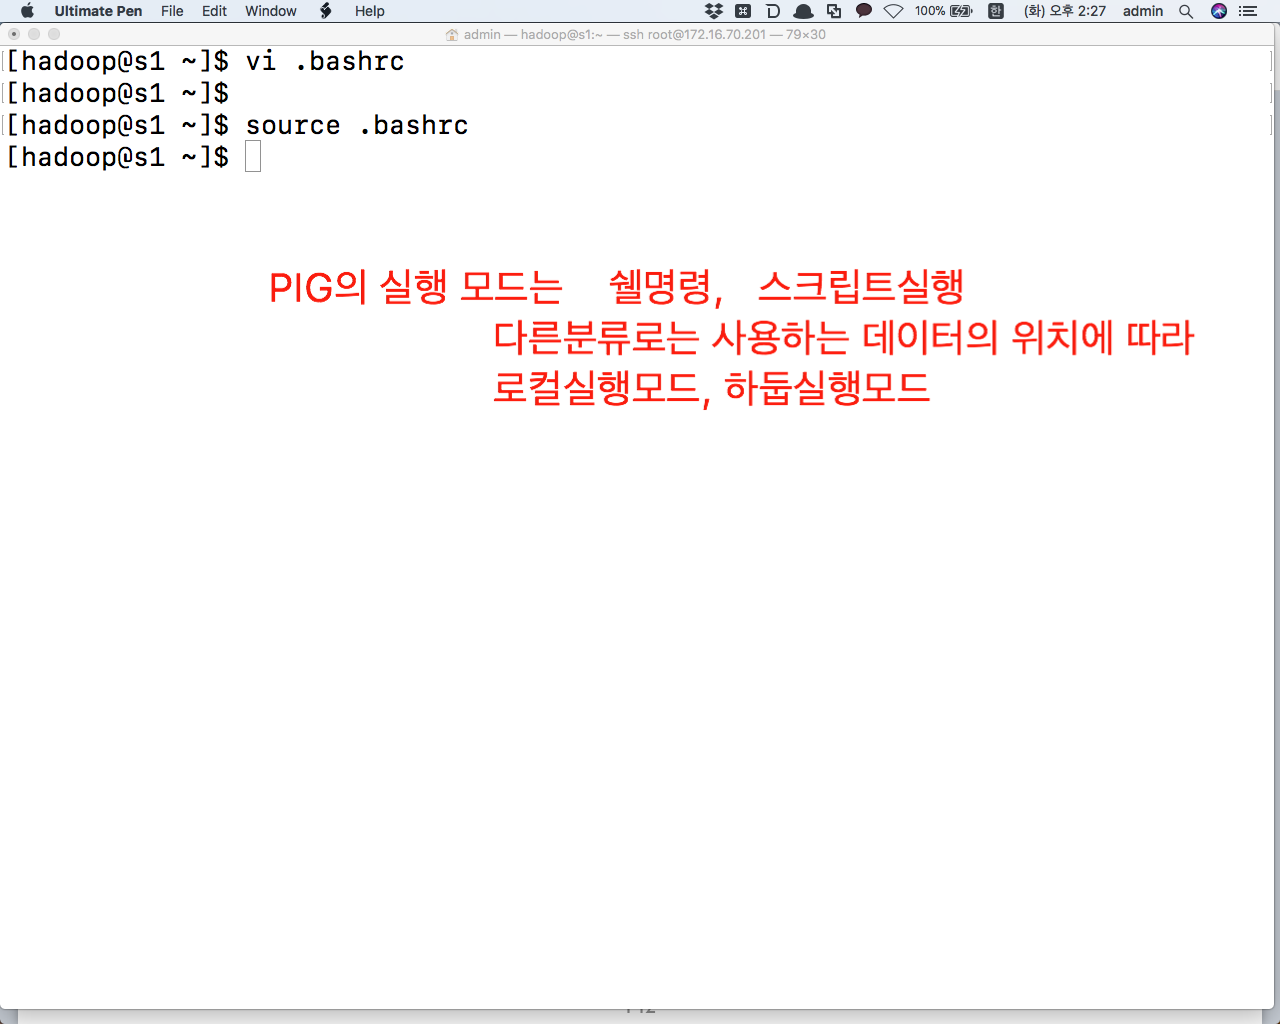 Ultimate Pen File Edit Window Help 100% 한 (화) 오후 2:27 admin
admin — hadoop@s1:~ — ssh root@172.16.70.201 — 79×30
[hadoop@s1 ~]$ vi .bashrc
[hadoop@s1 ~]$
[hadoop@s1 ~]$ source .bashrc
[hadoop@s1 ~]$
PIG의 실행 모드는 쉘명령, 스크립트실행
다른분류로는 사용하는 데이터의 위치에 따라
로컬실행모드, 하둡실행모드